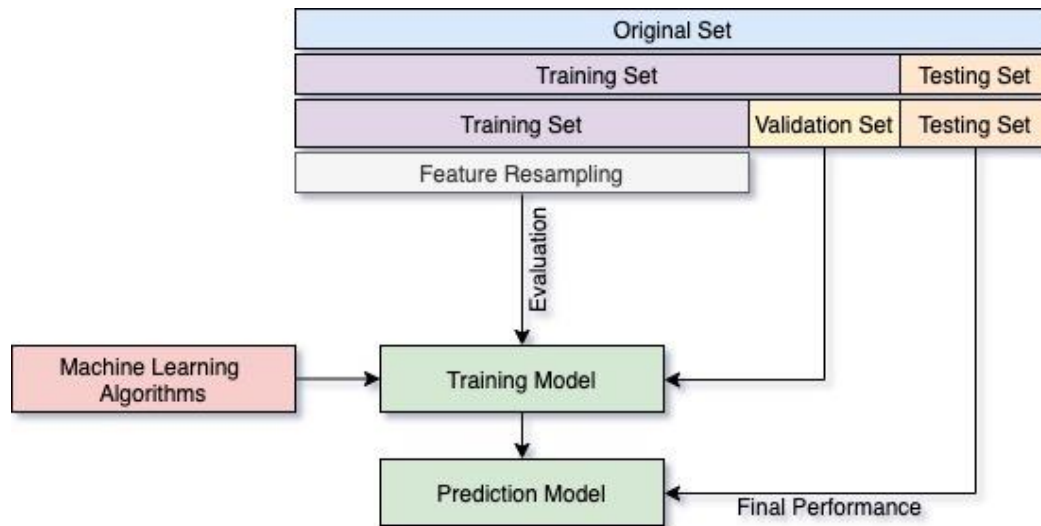 Original Set
Training Set
Testing Set
Training Set
Validation Set
Testing Set
Feature Resampling
Evaluation
Machine Learning
Algorithms
Training Model
Prediction Model
Final Performance